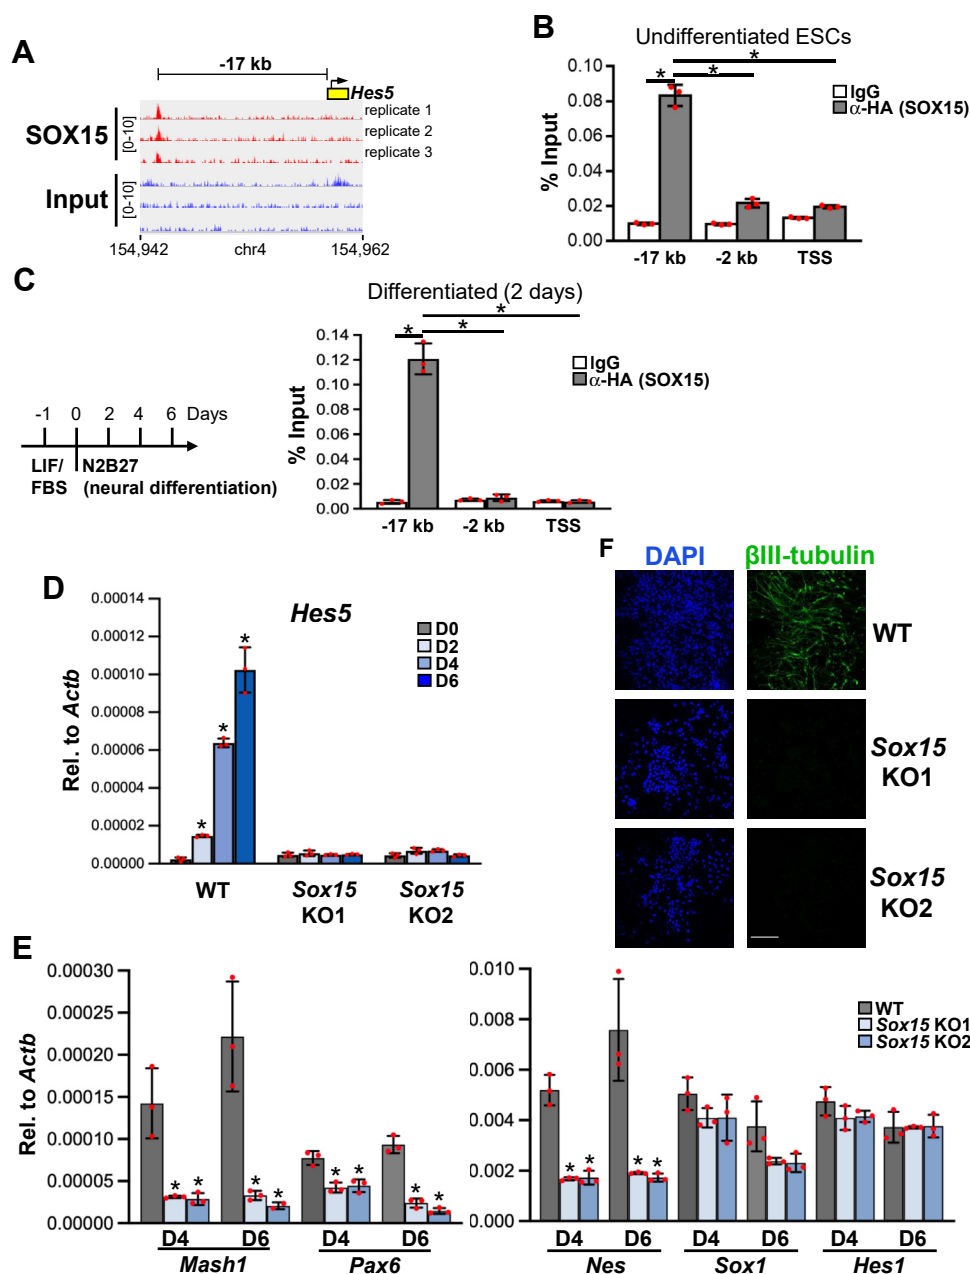 A
-17 kb
Hes5
SOX15
[0-10]
replicate 1
replicate 2
replicate 3
Input
[0-10]
154,942
chr4
154,962
B
Undifferentiated ESCs
*
*
*
% Input
0.10
0.08
0.06
0.04
0.02
0.00
IgG
α-HA (SOX15)
-17 kb
-2 kb
TSS
C
-1 0 2 4 6 Days
LIF/ N2B27
FBS (neural differentiation)
Differentiated (2 days)
*
*
*
% Input
0.14
0.12
0.10
0.08
0.06
0.04
0.02
0.00
IgG
α-HA (SOX15)
-17 kb
-2 kb
TSS
D
Hes5
Rel. to Actb
0.00014
0.00012
0.00010
0.00008
0.00006
0.00004
0.00002
0.00000
*
*
*
D0
D2
D4
D6
WT
Sox15
KO1
Sox15
KO2
F
DAPI
βIII-tubulin
WT
Sox15
KO1
Sox15
KO2
E
Rel. to Actb
0.00030
0.00025
0.00020
0.00015
0.00010
0.00005
0.00000
* * * * * * * *
D4 D6 D4 D6
Mash1 Pax6
0.010
0.008
0.006
0.004
0.002
0.000
* * * *
WT
Sox15 KO1
Sox15 KO2
D4 D6 D4 D6 D4 D6
Nes Sox1 Hes1